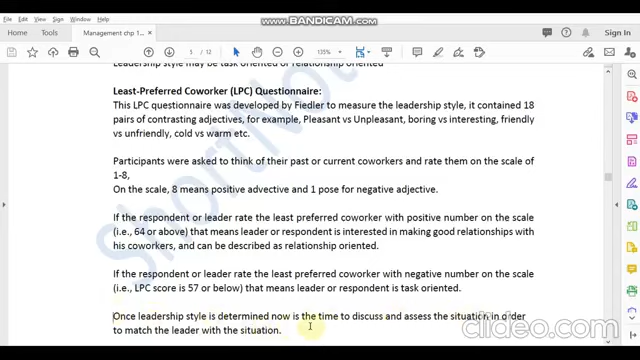 WWW.BANDICAM.COM
File Edit View Sign Window Help
Home Tools Management chp 1... ×
/ 12 135%
Leadership style may be task oriented or relationship oriented
Least-Preferred Coworker (LPC) Questionnaire:
This LPC questionnaire was developed by Fiedler to measure the leadership style, it contained 18
pairs of contrasting adjectives, for example, Pleasant vs Unpleasant, boring vs interesting, friendly
vs unfriendly, cold vs warm etc.
Participants were asked to think of their past or current coworkers and rate them on the scale of
1-8,
On the scale, 8 means positive advective and 1 pose for negative adjective.
If the respondent or leader rate the least preferred coworker with positive number on the scale
(i.e., 64 or above) that means leader or respondent is interested in making good relationships with
his coworkers, and can be described as relationship oriented.
If the respondent or leader rate the least preferred coworker with negative number on the scale
(i.e., LPC score is 57 or below) that means leader or respondent is task oriented.
Once leadership style is determined now is the time to discuss and assess the situation in order
to match the leader with the situation.
clideo.com